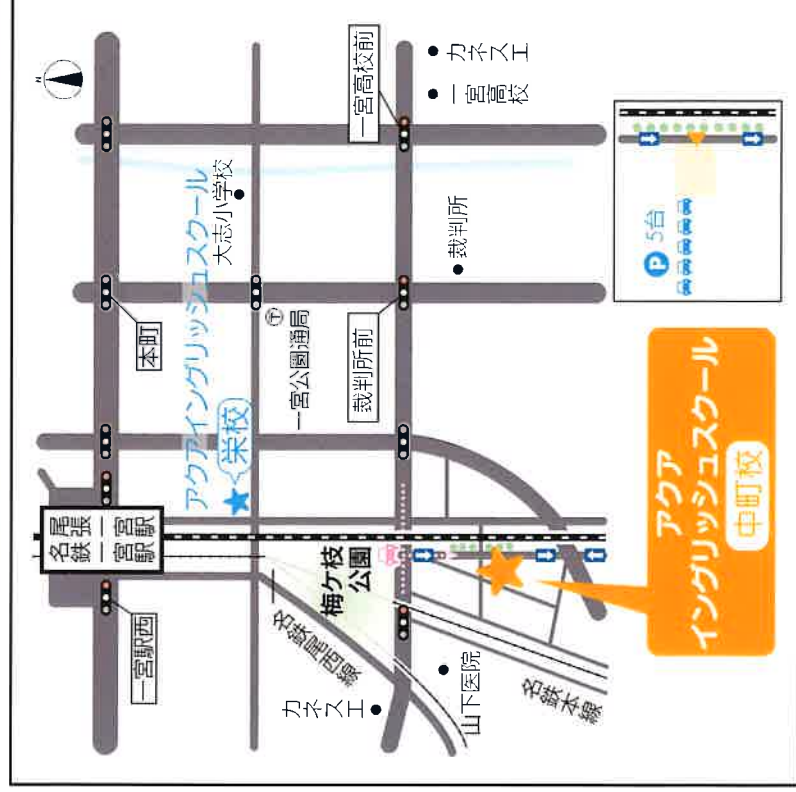 N
カネスエ
一宮高校
一宮高校前
大志小学校
アクアイングリッシュスクール
栄校
本町
裁判所
一宮公園通局
裁判所前
尾張一宮駅
名鉄一宮駅
一宮駅西
梅ケ枝
公園
名鉄尾西線
カネスエ
山下医院
名鉄本線
P 5台
アクア
イングリッシュスクール
中町校